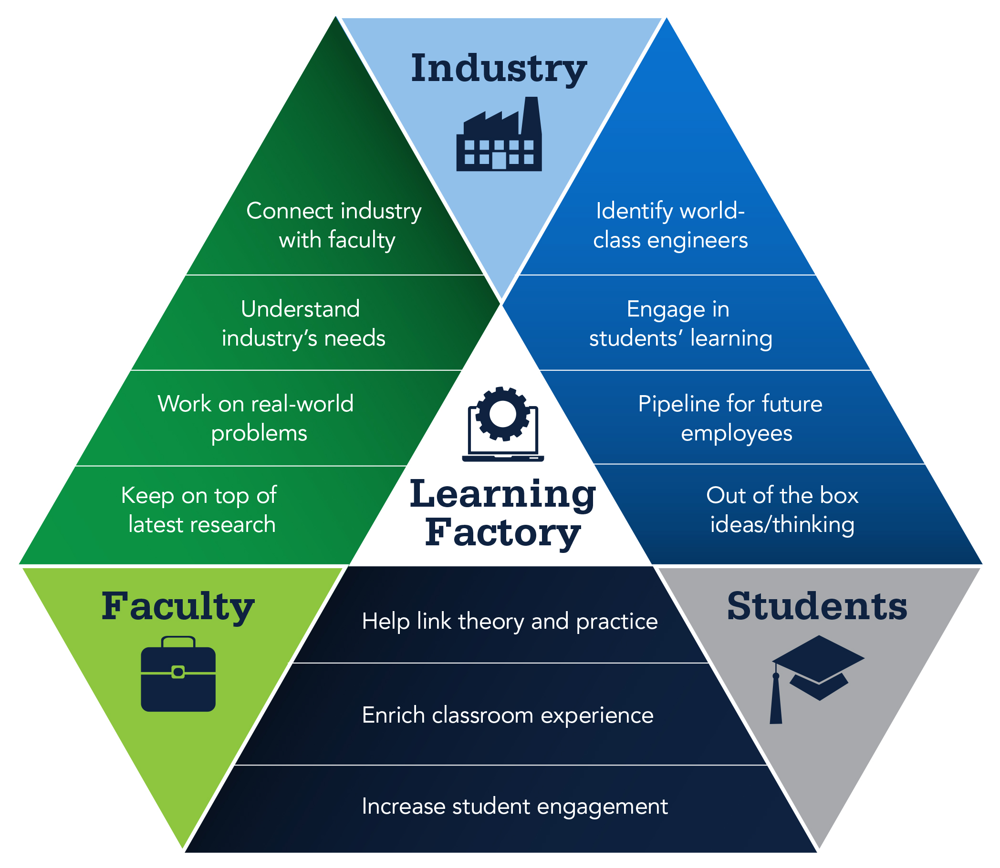 Industry
Connect industry
with faculty
Understand
industry’s needs
Work on real-world
problems
Keep on top of
latest research
Identify world-
class engineers
Engage in
students’ learning
Pipeline for future
employees
Out of the box
ideas/thinking
Learning
Factory
Faculty
Help link theory and practice
Enrich classroom experience
Increase student engagement
Students